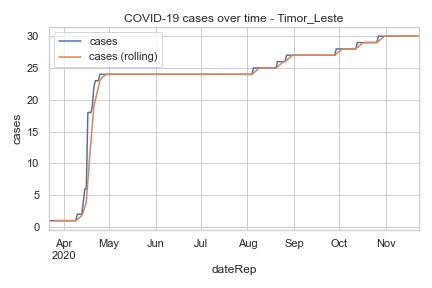 COVID-19 cases over time - Timor_Leste
cases
cases (rolling)
30
25
20
15
10
5
0
cases
Apr
2020
May
Jun
Jul
Aug
Sep
Oct
Nov
dateRep